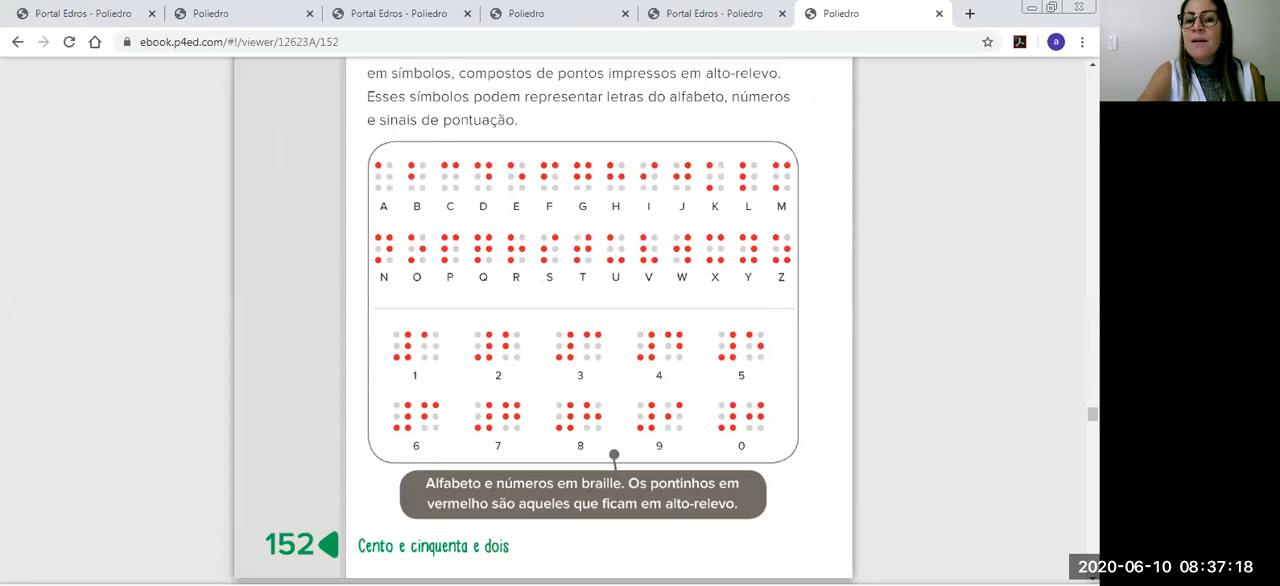 Portal Edros - Poliedro
Poliedro
Portal Edros - Poliedro
Poliedro
Portal Edros - Poliedro
Poliedro
ebook.p4ed.com/#!/viewer/12623A/152
a
em símbolos, compostos de pontos impressos em alto-relevo.
Esses símbolos podem representar letras do alfabeto, números
e sinais de pontuação.
A B C D E F G H I J K L M
N O P Q R S T U V W X Y Z
1 2 3 4 5
6 7 8 9 0
Alfabeto e números em braille. Os pontinhos em
vermelho são aqueles que ficam em alto-relevo.
152 Cento e cinquenta e dois
2020-06-10 08:37:18